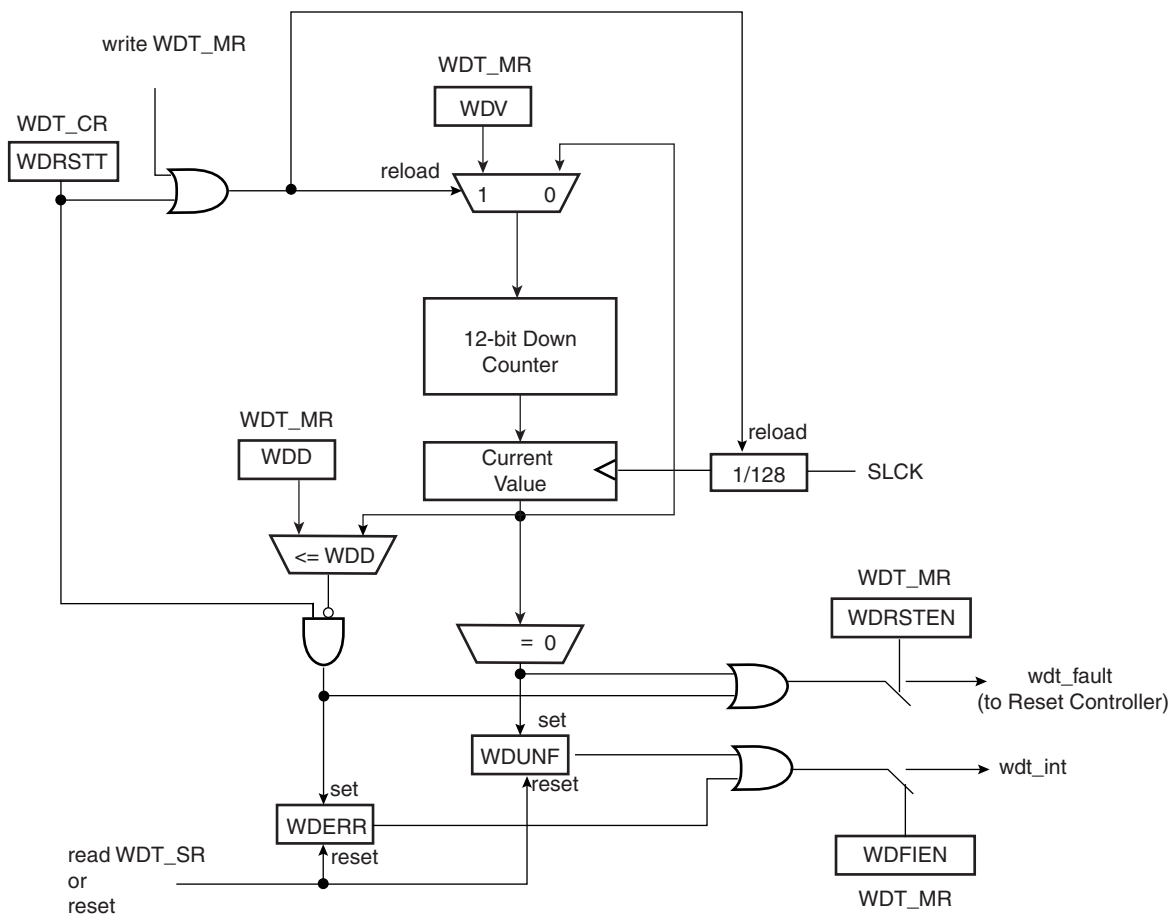 write WDT_MR
WDT_MR
WDV
WDT_CR
WDRSTT
reload
1 0
12-bit Down
Counter
WDT_MR
WDD
Current
Value
reload
1/128
SLCK
<= WDD
WDT_MR
WDRSTEN
= 0
wdt_fault
(to Reset Controller)
set
WDUNF
reset
wdt_int
set
WDERR
reset
WDFIEN
WDT_MR
read WDT_SR
or
reset